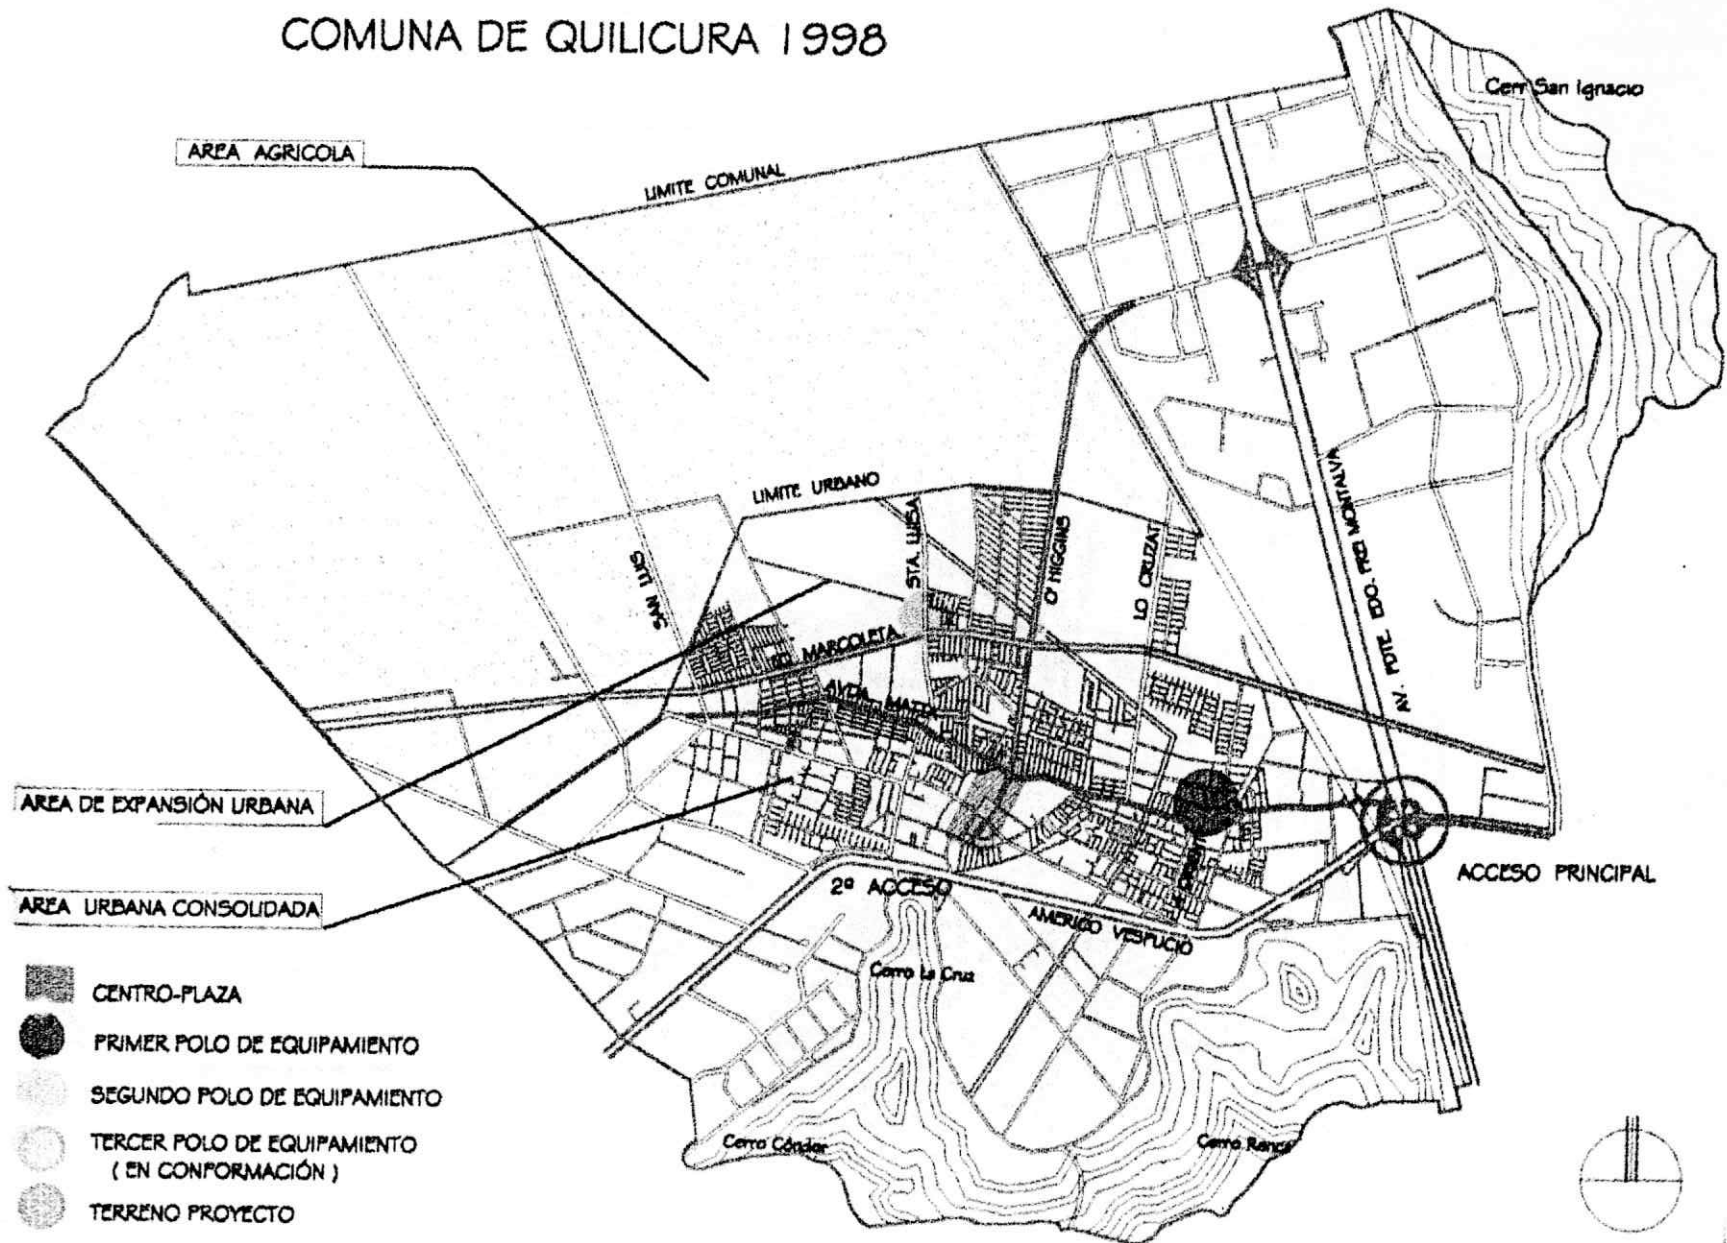 COMUNA DE QUILICURA 1998
Cerr San Ignacio
AREA AGRICOLA
LIMITE COMUNAL
LIMITE URBANO
STA. LUISA
O'HIGGINS
LO CRUZAT
AV. PDTE. EDO. FREI MONTALVA
SAN LUIS
MARCOLETA
AVDA. MATTA
AREA DE EXPANSIÓN URBANA
AREA URBANA CONSOLIDADA
ACCESO PRINCIPAL
2º ACCESO
AMERICO VESPUCIO
Cerro La Cruz
Cerro Cóndor
Cerro Renca
CENTRO-PLAZA
PRIMER POLO DE EQUIPAMIENTO
SEGUNDO POLO DE EQUIPAMIENTO
TERCER POLO DE EQUIPAMIENTO
( EN CONFORMACIÓN )
TERRENO PROYECTO